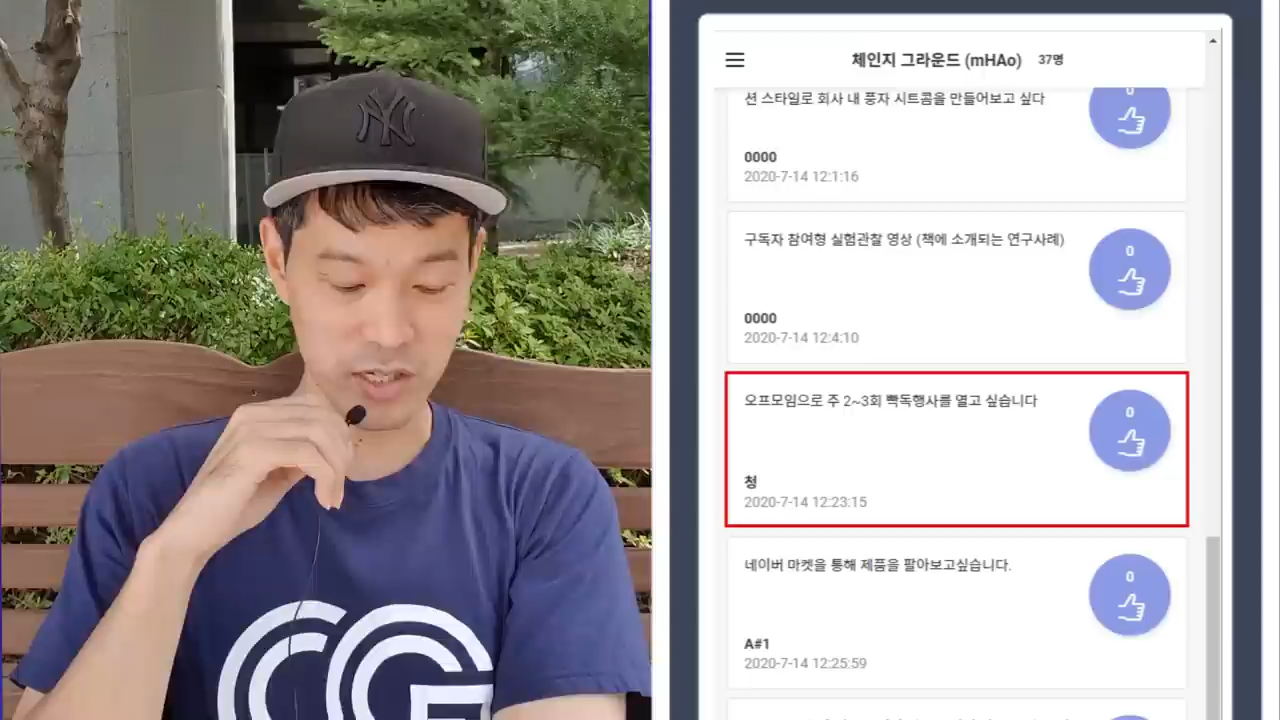 NY
CG
체인지 그라운드 (mHAo) 37명
션 스타일로 회사 내 풍자 시트콤을 만들어보고 싶다
0
0000
2020-7-14 12:1:16
구독자 참여형 실험관찰 영상 (책에 소개되는 연구사례)
0
0000
2020-7-14 12:4:10
오프모임으로 주 2~3회 빡독행사를 열고 싶습니다
0
청
2020-7-14 12:23:15
네이버 마켓을 통해 제품을 팔아보고싶습니다.
0
A#1
2020-7-14 12:25:59